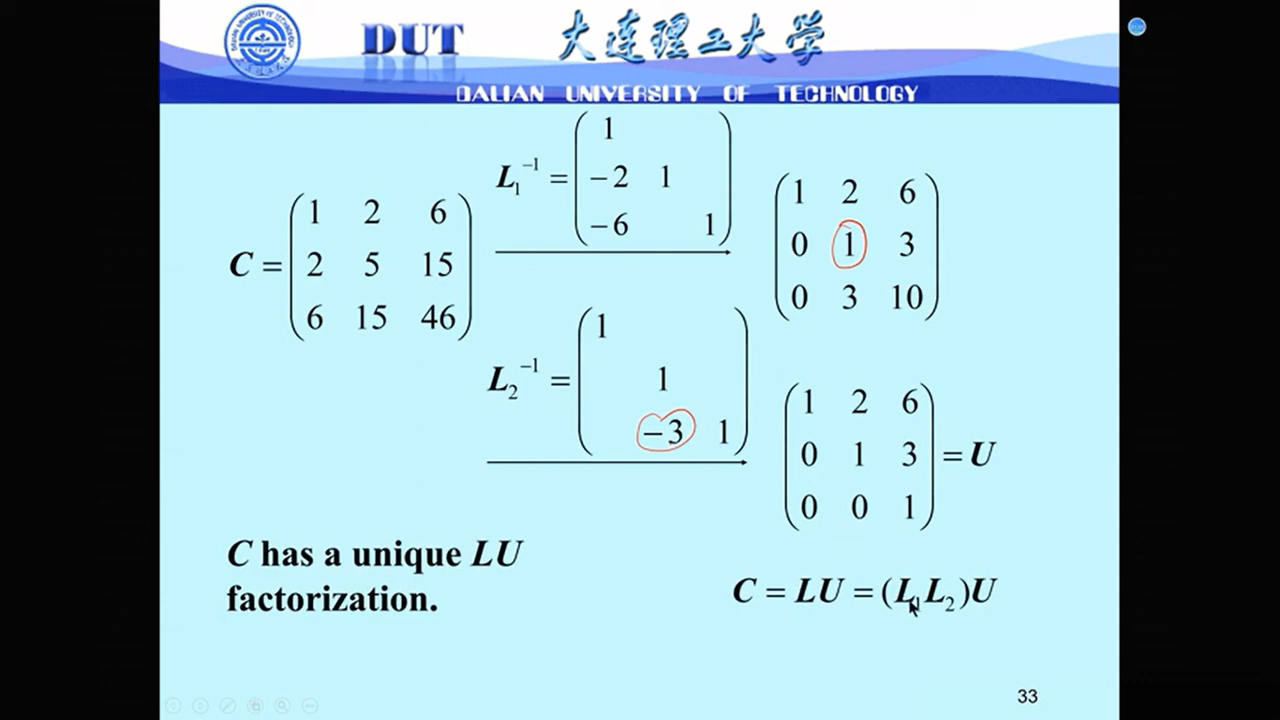 DUT
大连理工大学
DALIAN UNIVERSITY OF TECHNOLOGY
C = ( 1 2 6
2 5 15
6 15 46 )
L₁⁻¹ = ( 1
−2 1
−6 1 )
( 1 2 6
0 1 3
0 3 10 )
L₂⁻¹ = ( 1
1
−3 1 )
( 1 2 6
0 1 3
0 0 1 ) = U
C has a unique LU
factorization.
C = LU = (L₁L₂)U
33